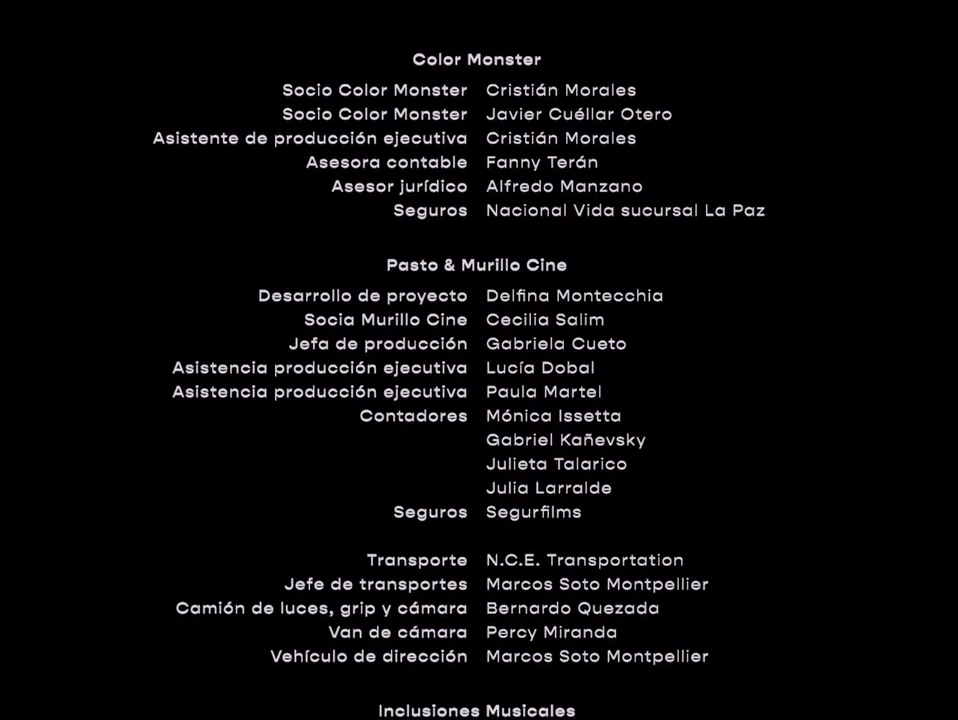 Color Monster
Socio Color Monster Cristián Morales
Socio Color Monster Javier Cuéllar Otero
Asistente de producción ejecutiva Cristián Morales
Asesora contable Fanny Terán
Asesor jurídico Alfredo Manzano
Seguros Nacional Vida sucursal La Paz
Pasto & Murillo Cine
Desarrollo de proyecto Delfina Montecchia
Socia Murillo Cine Cecilia Salim
Jefa de producción Gabriela Cueto
Asistencia producción ejecutiva Lucía Dobal
Asistencia producción ejecutiva Paula Martel
Contadores Mónica Issetta
Gabriel Kañevsky
Julieta Talarico
Julia Larralde
Seguros Segurfilms
Transporte N.C.E. Transportation
Jefe de transportes Marcos Soto Montpellier
Camión de luces, grip y cámara Bernardo Quezada
Van de cámara Percy Miranda
Vehículo de dirección Marcos Soto Montpellier
Inclusiones Musicales